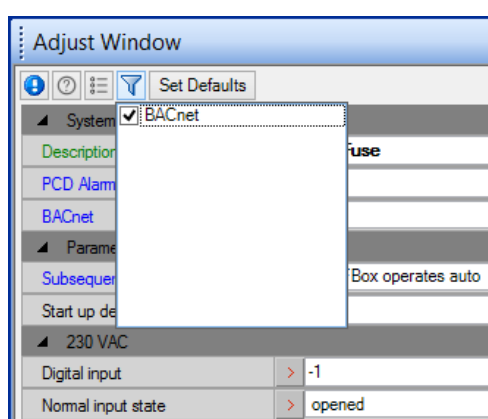 Adjust Window
Set Defaults
System
BACnet
Description
Fuse
PCD Alarm
BACnet
Parame
Subsequen
Box operates auto
Start up de
230 VAC
Digital input > -1
Normal input state > opened